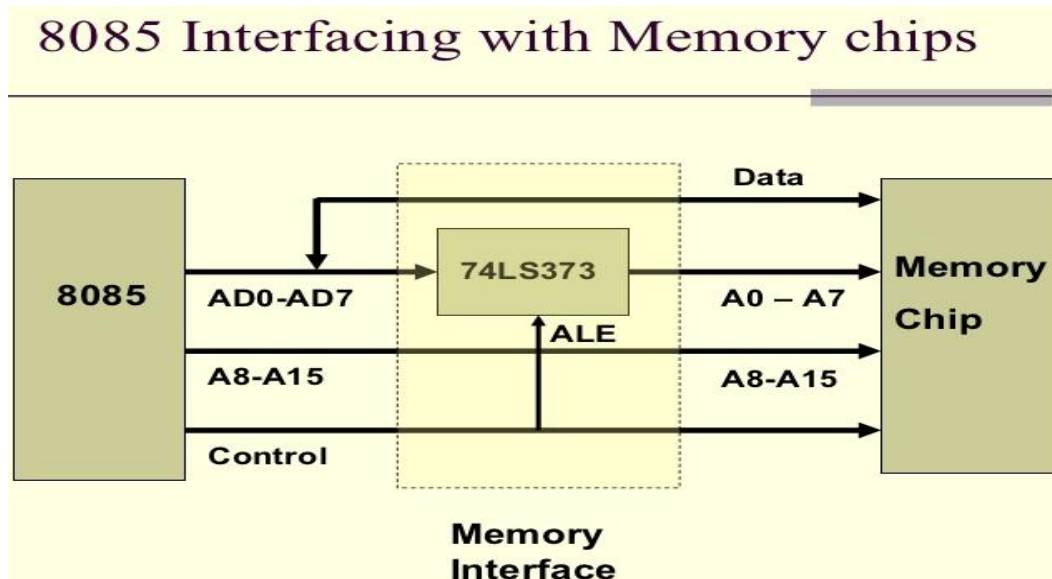 8085 Interfacing with Memory chips
Data
8085
AD0-AD7
74LS373
A0 – A7
Memory
Chip
ALE
A8-A15
A8-A15
Control
Memory
Interface